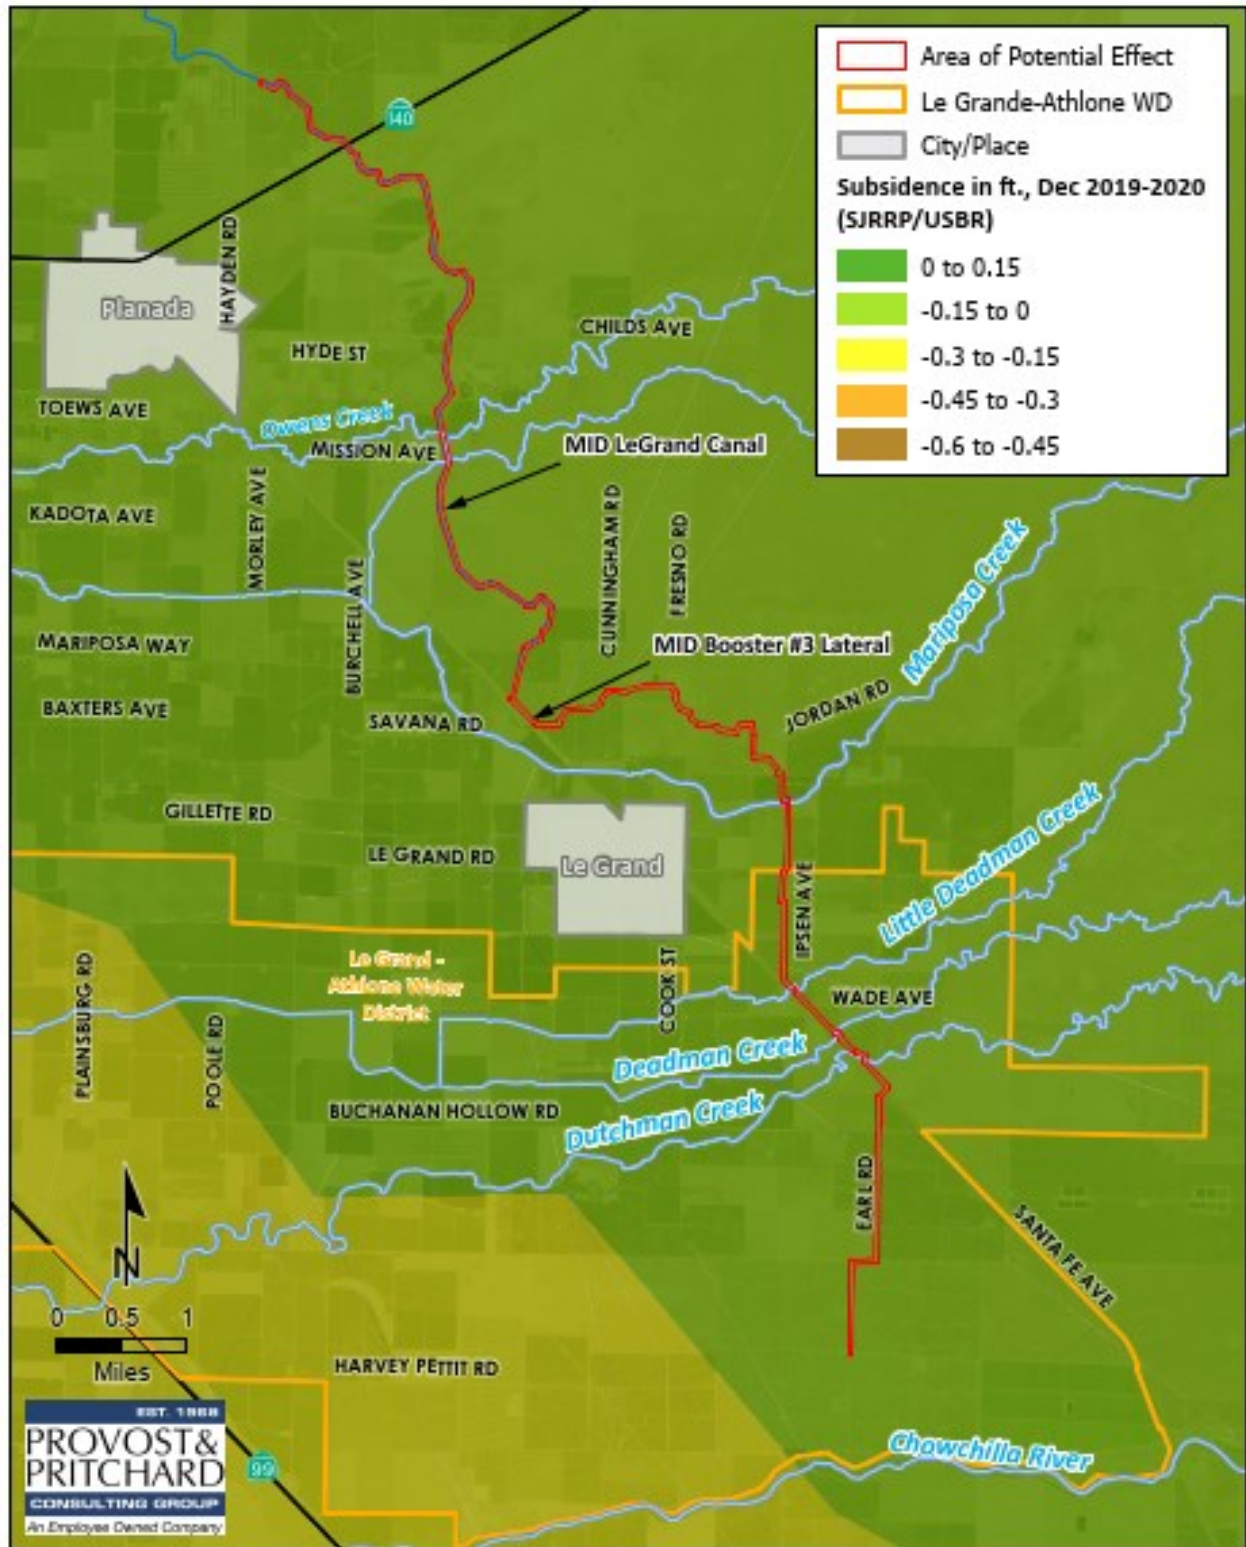 Area of Potential Effect
Le Grande-Athlone WD
City/Place
Subsidence in ft., Dec 2019-2020
(SJRRP/USBR)
0 to 0.15
-0.15 to 0
-0.3 to -0.15
-0.45 to -0.3
-0.6 to -0.45
140
HAYDEN RD
Planada
CHILDS AVE
HYDE ST
TOEWS AVE
Owens Creek
MISSION AVE
MID LeGrand Canal
KADOTA AVE
MORLEY AVE
CUNNINGHAM RD
FRESNO RD
Mariposa Creek
BURCHELL AVE
MARIPOSA WAY
MID Booster #3 Lateral
BAXTERS AVE
SAVANA RD
JORDAN RD
GILLETTE RD
LE GRAND RD
Le Grand
IPSEN AVE
Little Deadman Creek
PLAINSBURG RD
Le Grand -
Athlone Water
District
COOK ST
WADE AVE
POOLE RD
Deadman Creek
BUCHANAN HOLLOW RD
Dutchman Creek
EARL RD
SANTA FE AVE
N
0 0.5 1
Miles
HARVEY PETTIT RD
Chowchilla River
99
EST. 1968
PROVOST&
PRITCHARD
CONSULTING GROUP
An Employee Owned Company